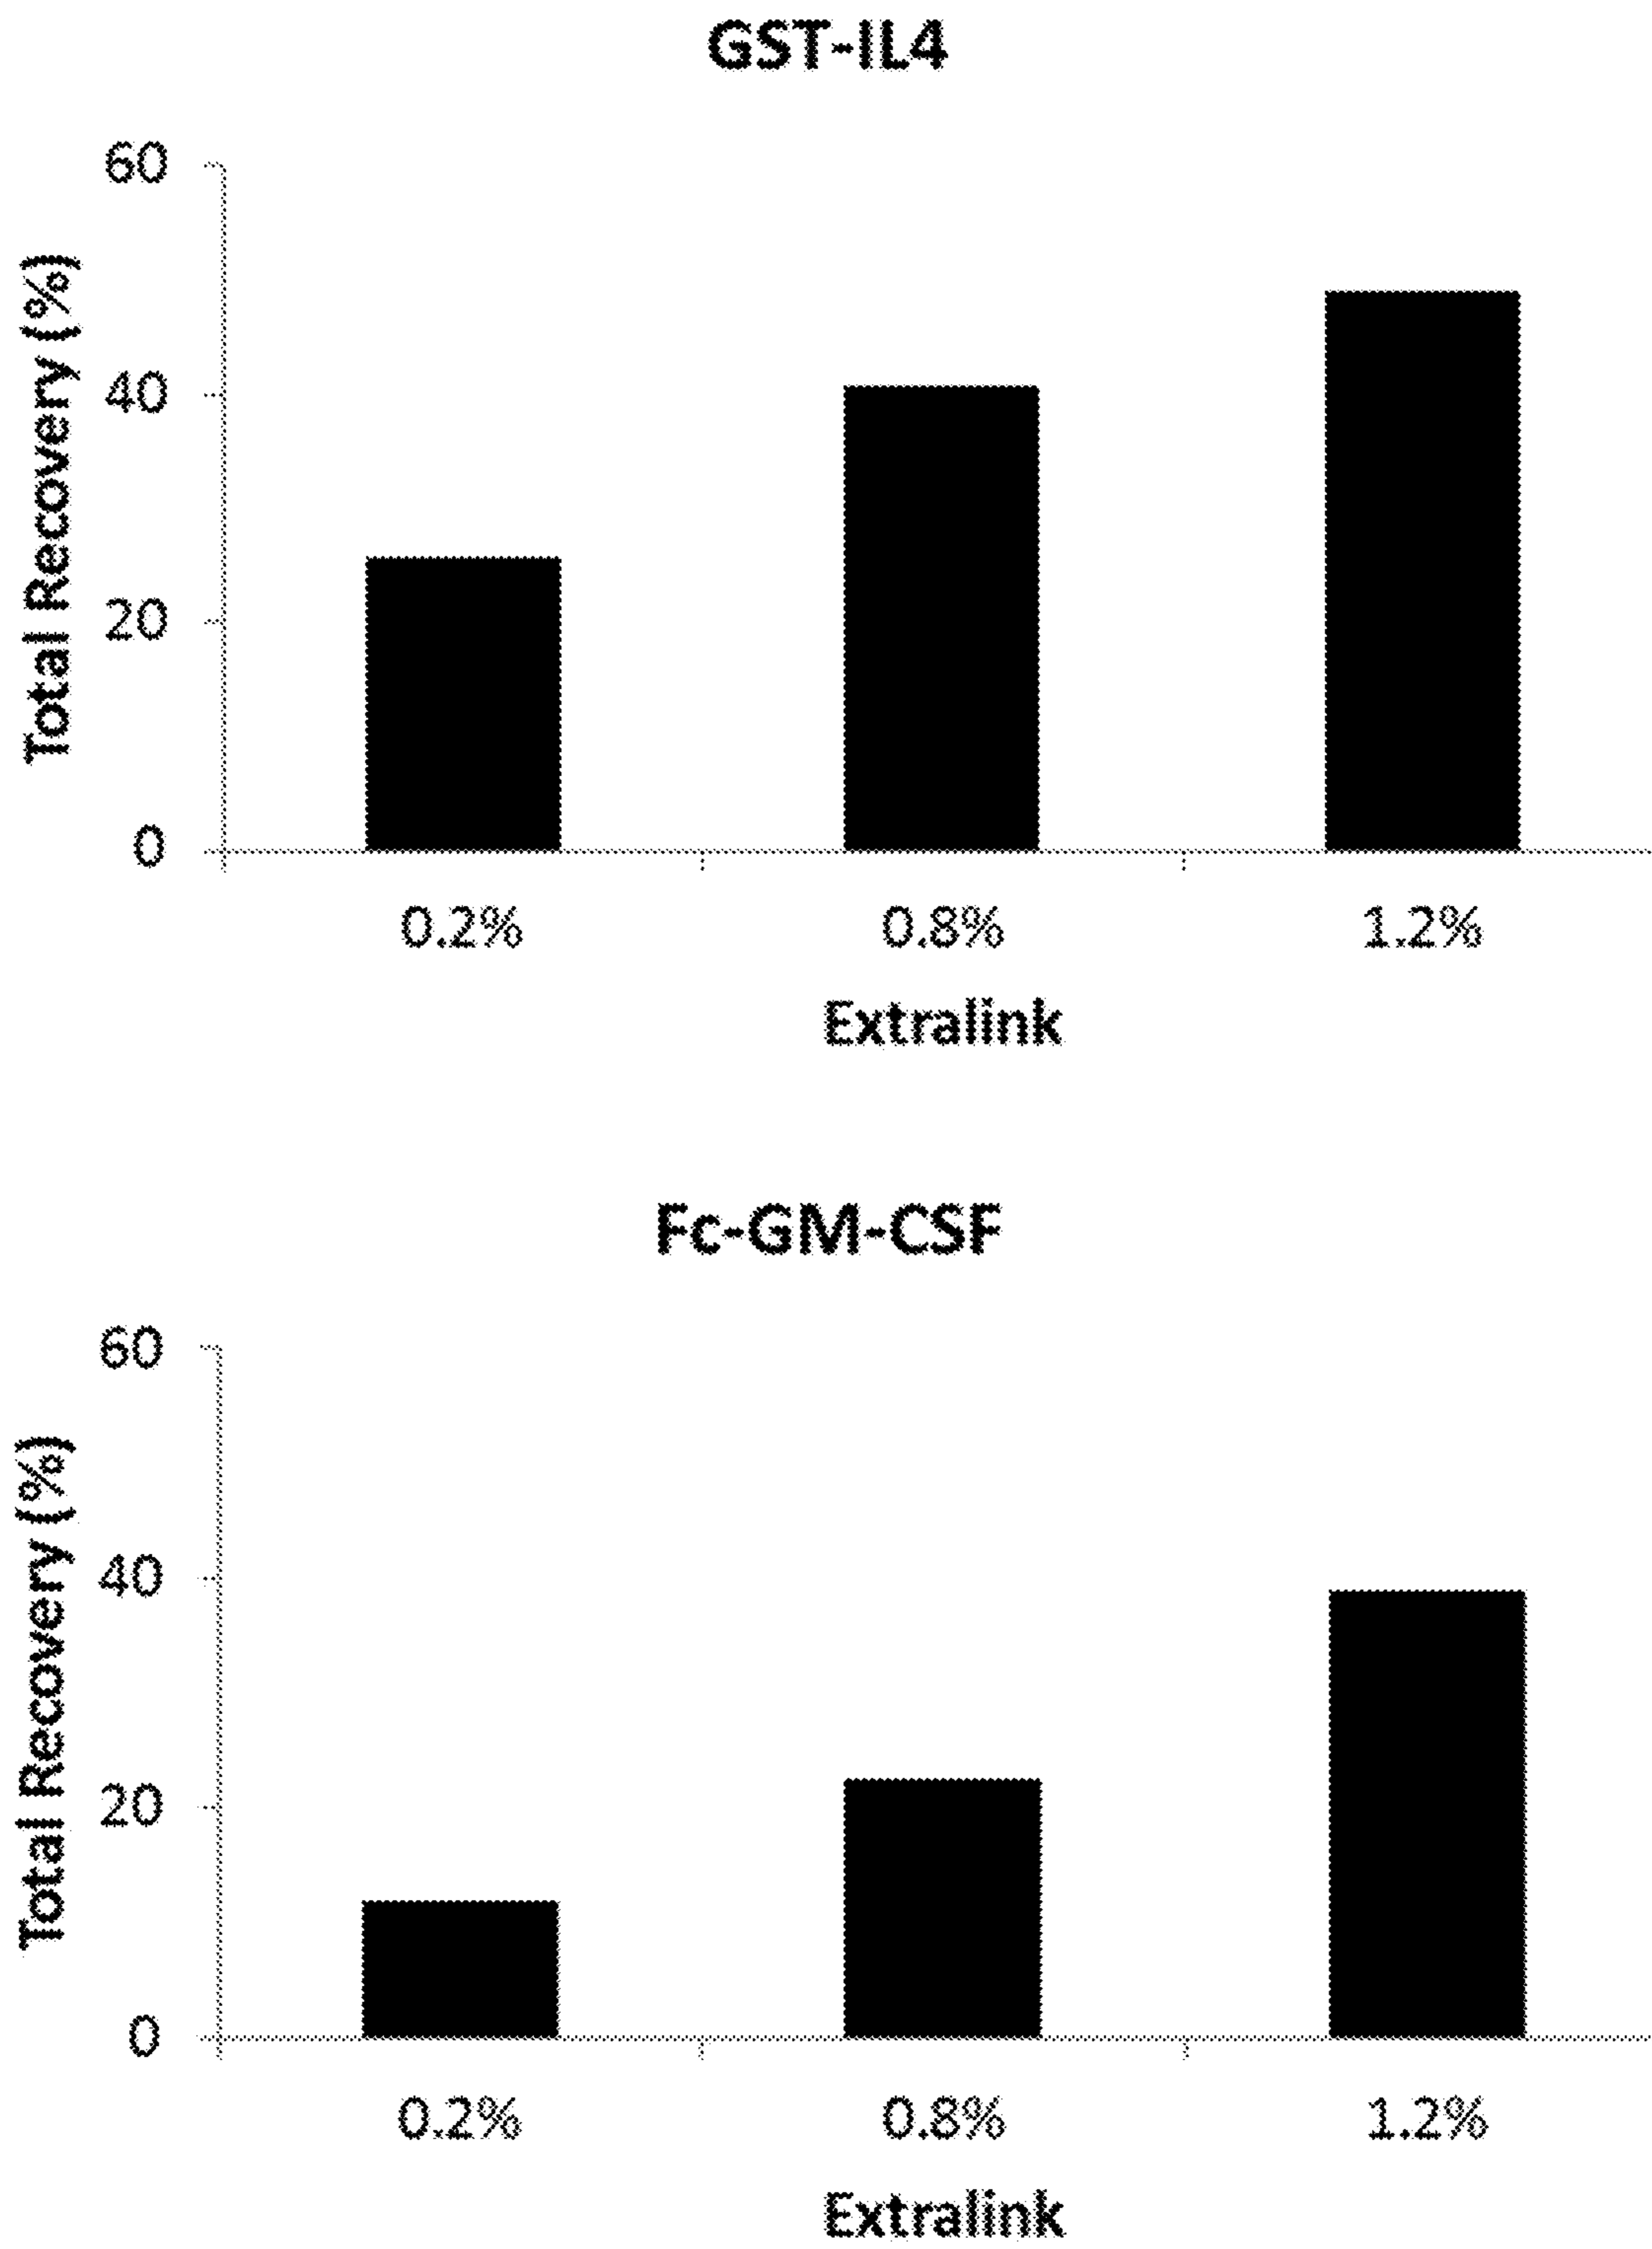 GST-IL4
60
40
20
0
Total Recovery (%)
0.2% 0.8% 1.2%
Extralink
Fc-GM-CSF
60
40
20
0
Total Recovery (%)
0.2% 0.8% 1.2%
Extralink